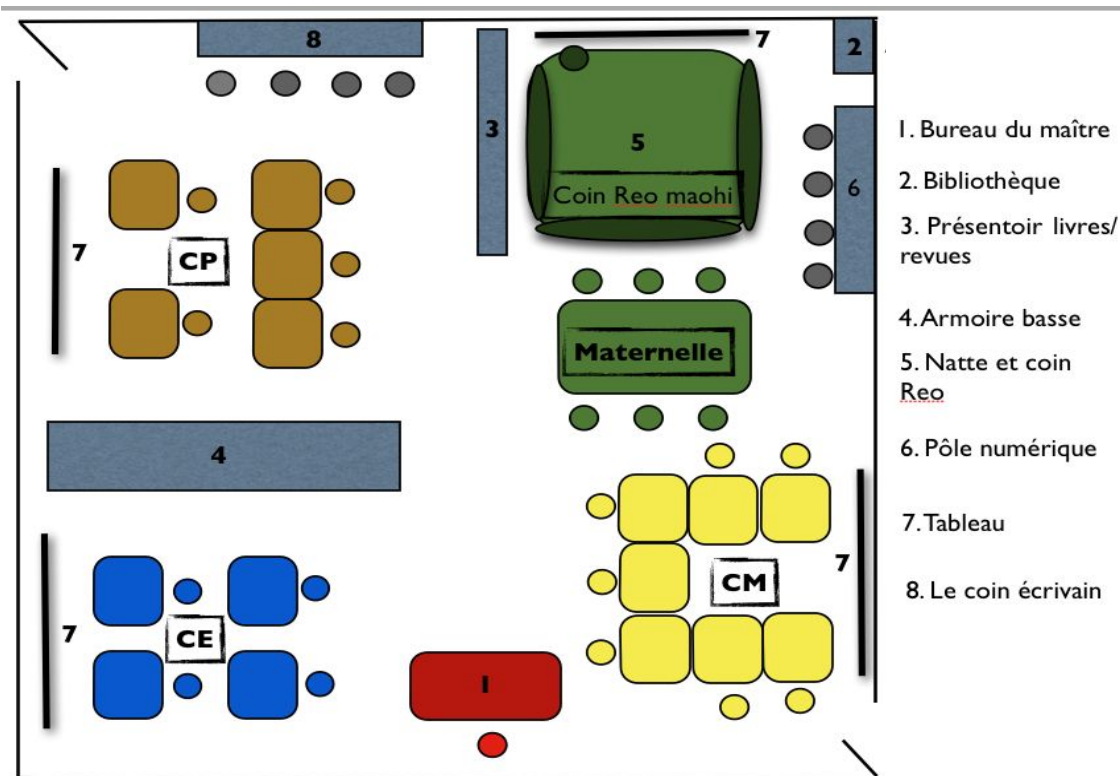 8
7
2
3
5
Coin Reo maohi
6
7
CP
Maternelle
4
7
CM
7
CE
1
1. Bureau du maître
2. Bibliothèque
3. Présentoir livres/
revues
4. Armoire basse
5. Natte et coin
Reo
6. Pôle numérique
7. Tableau
8. Le coin écrivain